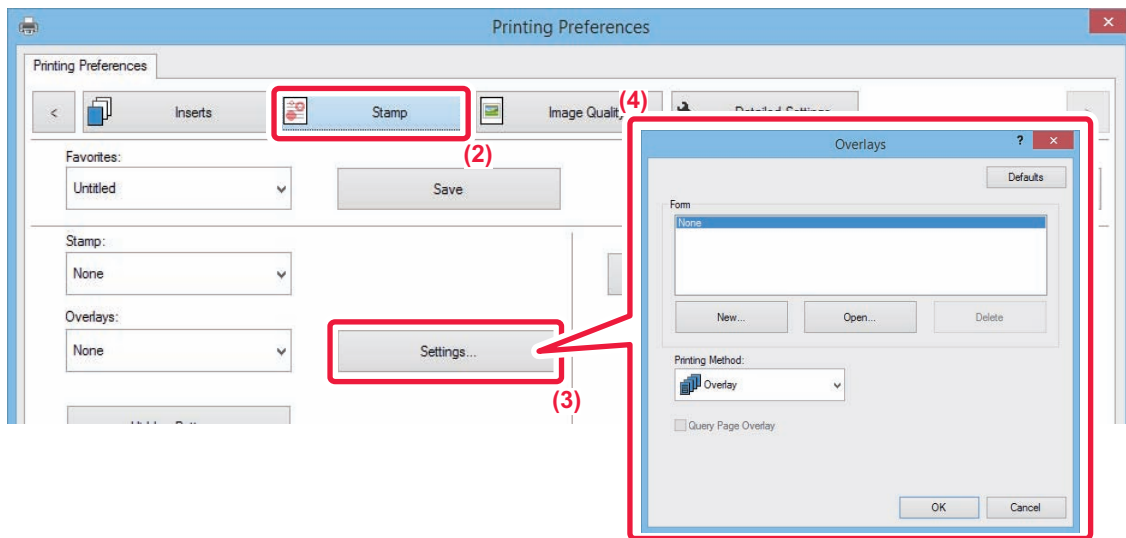 Printing Preferences
Printing Preferences
<
Inserts
Stamp
Image Quality
(4)
(2)
Favorites:
Untitled
Save
Stamp:
None
Overlays:
None
Settings...
(3)
Overlays
?
Defaults
Form
None
New...
Open...
Delete
Printing Method:
Overlay
Query Page Overlay
OK
Cancel